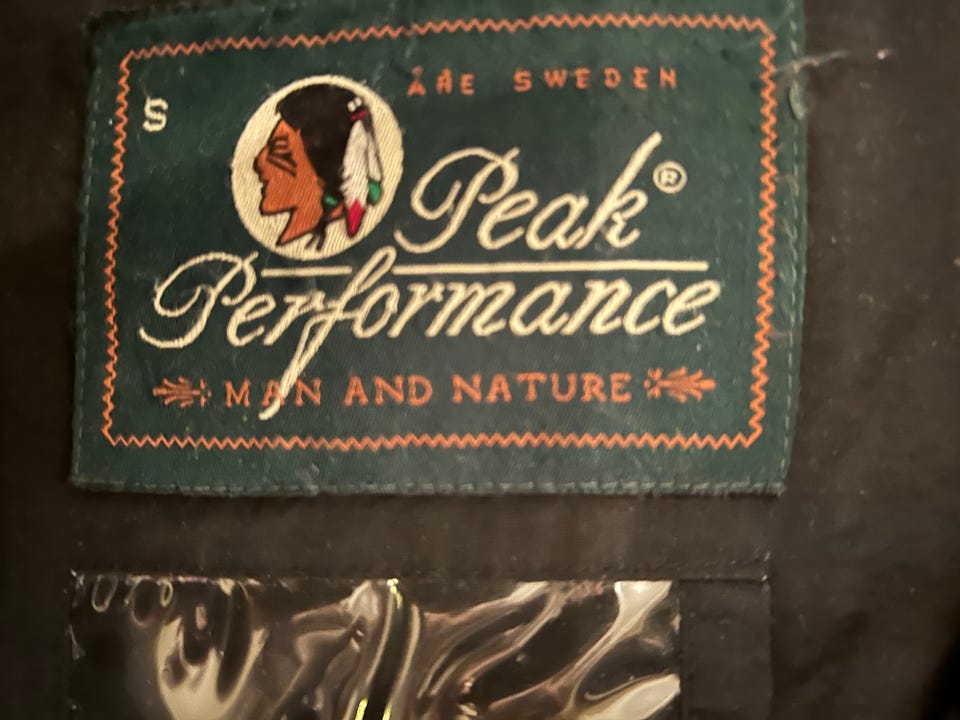 S
ÅRE SWEDEN
Peak®
Performance
MAN AND NATURE